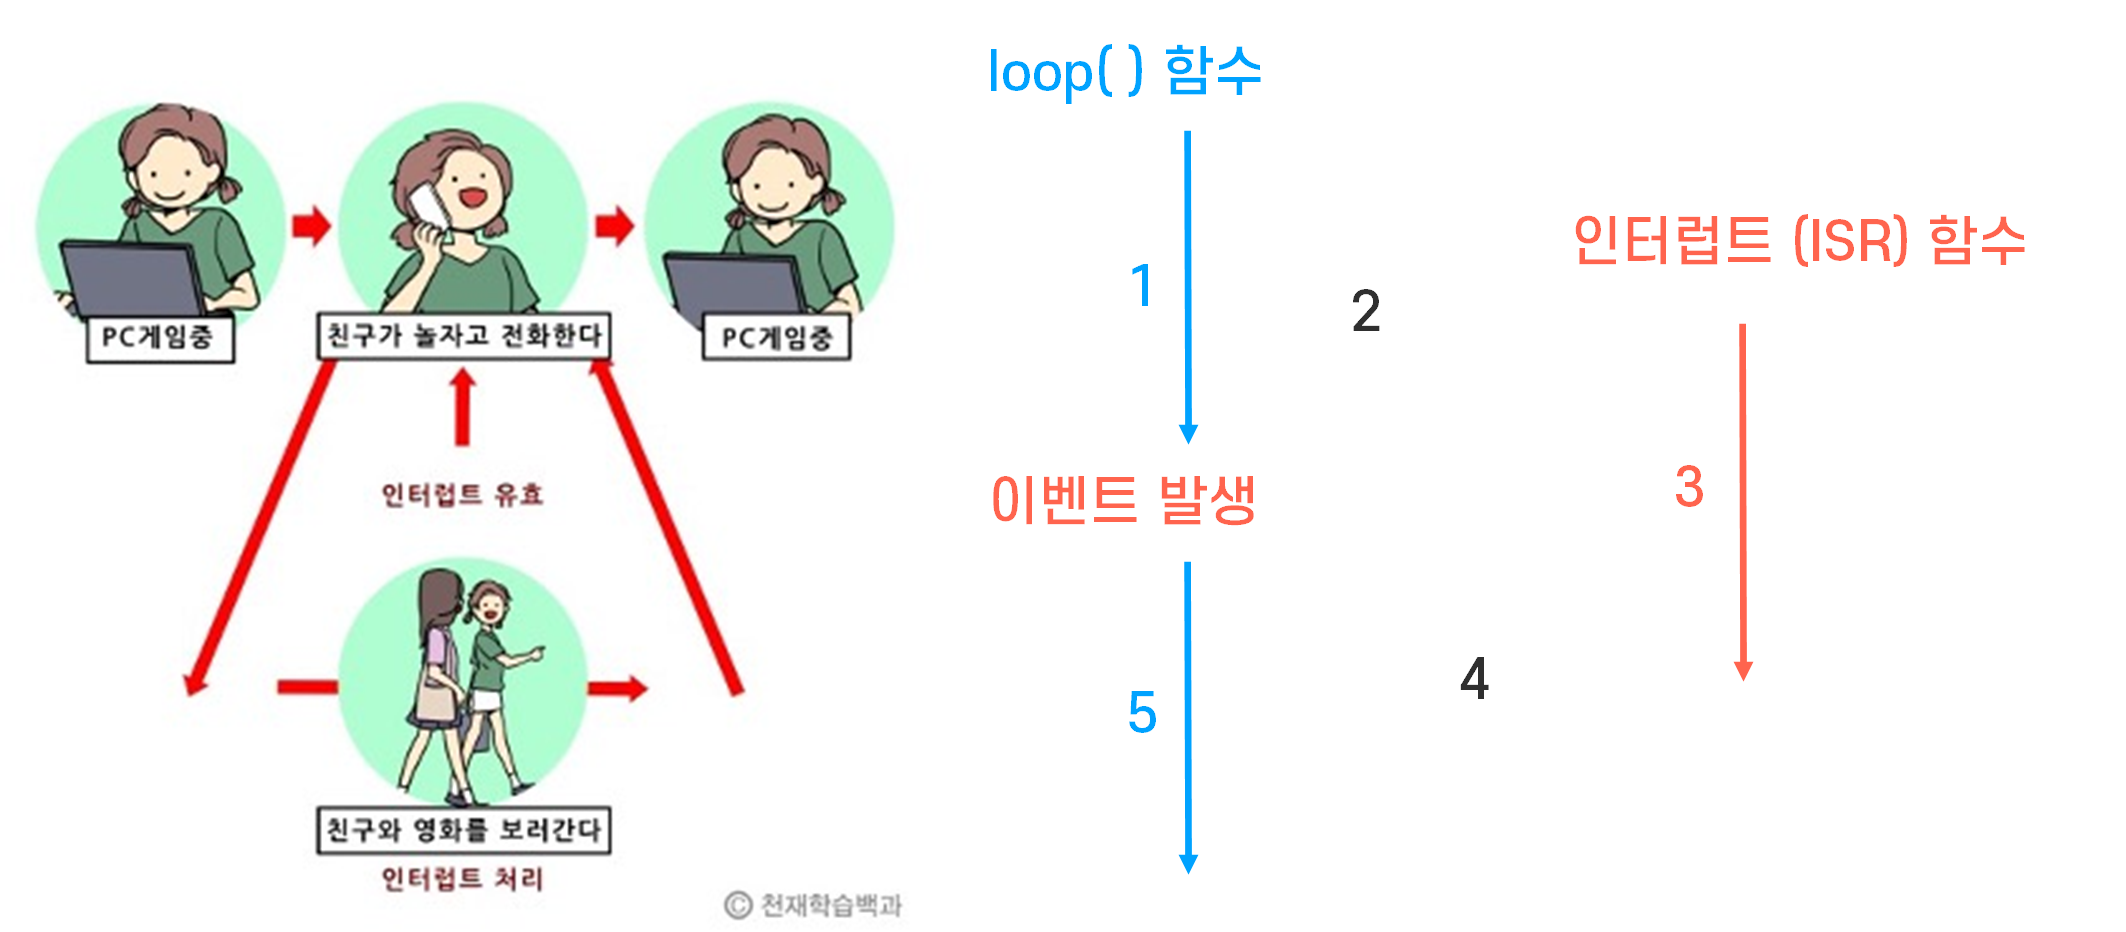 PC게임중
친구가 놀자고 전화한다
PC게임중
인터럽트 유효
친구와 영화를 보러간다
인터럽트 처리
© 천재학습백과
loop( ) 함수
1
2
인터럽트 (ISR) 함수
3
이벤트 발생
4
5